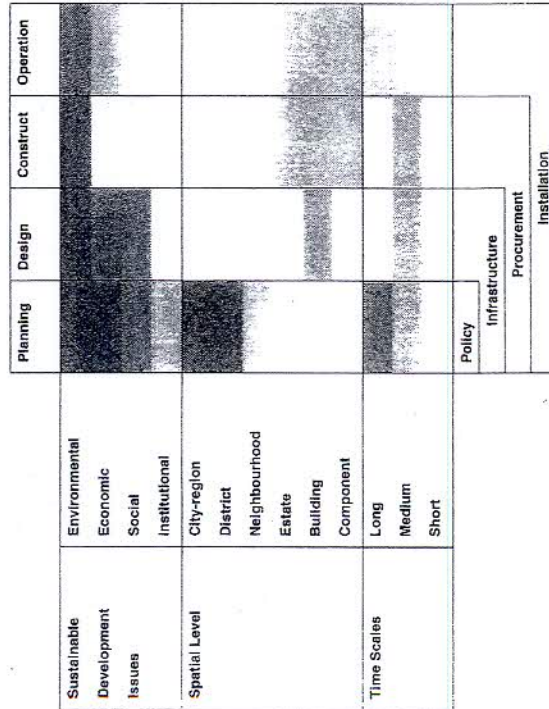 Planning
Design
Construct
Operation
Sustainable
Development
Issues
Environmental
Economic
Social
Institutional
Spatial Level
City-region
District
Neighbourhood
Estate
Building
Component
Time Scales
Long
Medium
Short
Policy
Infrastructure
Procurement
Installation